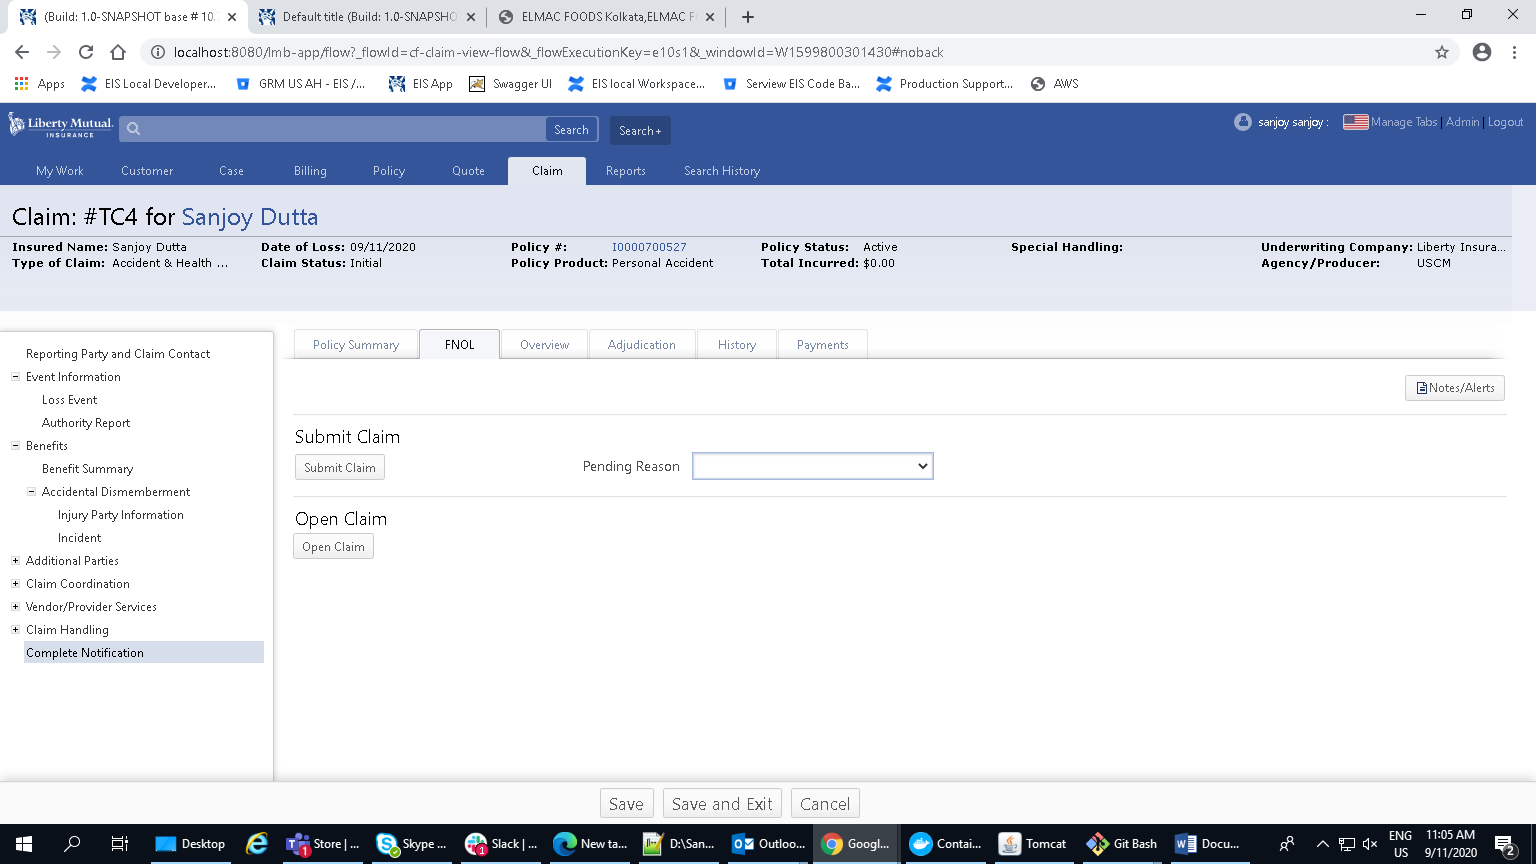 (Build: 1.0-SNAPSHOT base # 10.
Default title (Build: 1.0-SNAPSHO
ELMAC FOODS Kolkata,ELMAC F
localhost:8080/lmb-app/flow?_flowId=cf-claim-view-flow&_flowExecutionKey=e10s1&_windowId=W1599800301430#noback
Apps EIS Local Developer... GRM US AH - EIS /... EIS App Swagger UI EIS local Workspace... Serview EIS Code Ba... Production Support... AWS
Liberty Mutual.
INSURANCE
Search Search+ sanjoy sanjoy : Manage Tabs | Admin | Logout
My Work Customer Case Billing Policy Quote Claim Reports Search History
Claim: #TC4 for Sanjoy Dutta
Insured Name: Sanjoy Dutta Date of Loss: 09/11/2020 Policy #: I0000700527 Policy Status: Active Special Handling: Underwriting Company: Liberty Insura...
Type of Claim: Accident & Health ... Claim Status: Initial Policy Product: Personal Accident Total Incurred: $0.00 Agency/Producer: USCM
Policy Summary FNOL Overview Adjudication History Payments
Reporting Party and Claim Contact
Event Information
Loss Event
Authority Report
Benefits
Benefit Summary
Accidental Dismemberment
Injury Party Information
Incident
Additional Parties
Claim Coordination
Vendor/Provider Services
Claim Handling
Complete Notification
Notes/Alerts
Submit Claim
Submit Claim Pending Reason
Open Claim
Open Claim
Save Save and Exit Cancel
Desktop Store | ... Skype ... Slack | ... New ta... D:\San... Outloo... Googl... Contai... Tomcat Git Bash Docu...
ENG
US
11:05 AM
9/11/2020
2